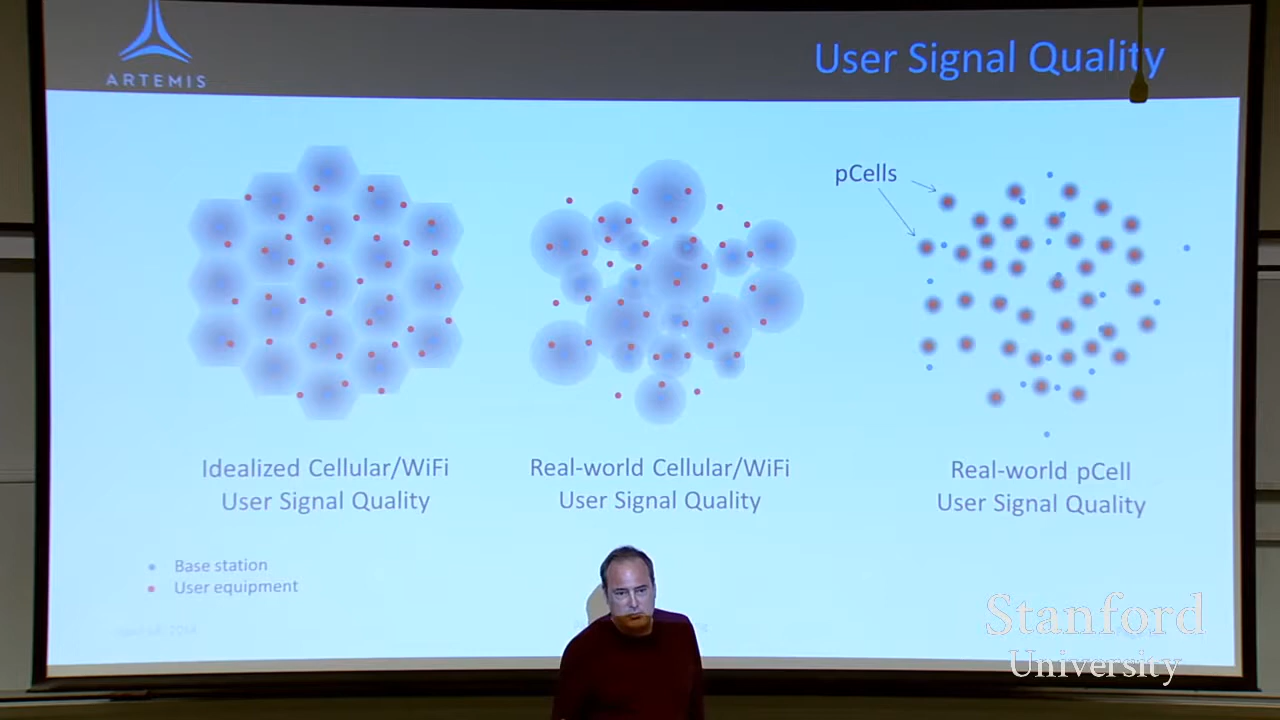 ARTEMIS
User Signal Quality
pCells
Idealized Cellular/WiFi
User Signal Quality
Real-world Cellular/WiFi
User Signal Quality
Real-world pCell
User Signal Quality
Base station
User equipment
Stanford
University